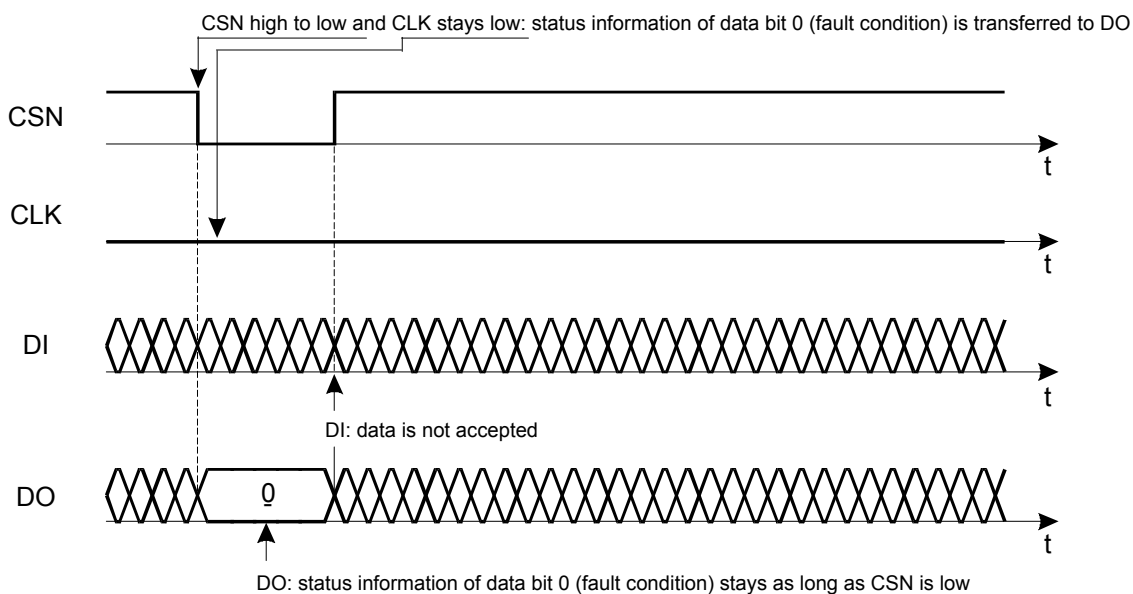 CSN high to low and CLK stays low: status information of data bit 0 (fault condition) is transferred to DO
CSN
t
CLK
t
DI
t
DI: data is not accepted
DO
0
t
DO: status information of data bit 0 (fault condition) stays as long as CSN is low